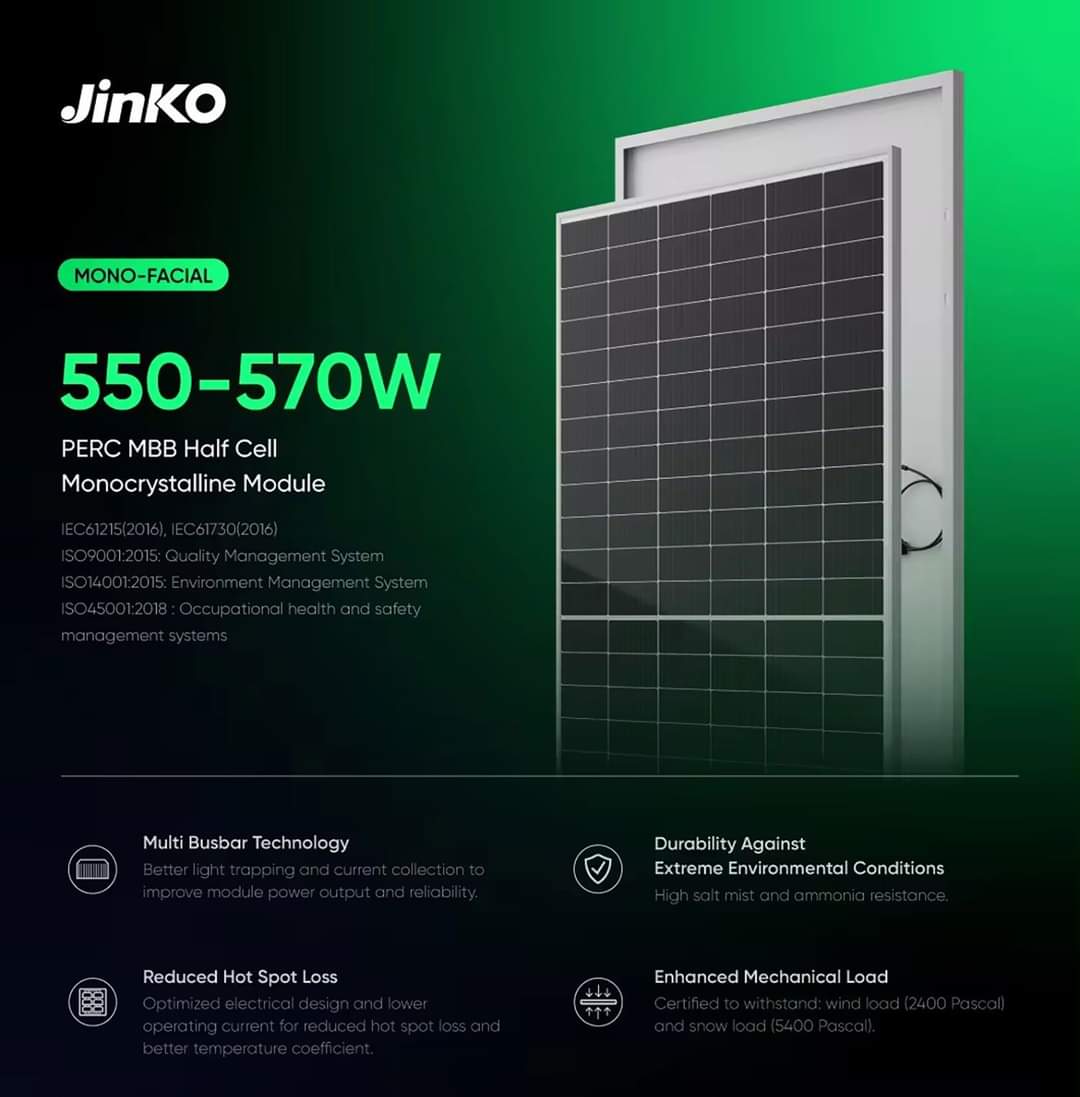 JinKO
MONO-FACIAL
550-570W
PERC MBB Half Cell
Monocrystalline Module
IEC61215(2016), IEC61730(2016)
ISO9001:2015: Quality Management System
ISO14001:2015: Environment Management System
ISO45001:2018 : Occupational health and safety
management systems
Multi Busbar Technology
Better light trapping and current collection to
improve module power output and reliability.
Durability Against
Extreme Environmental Conditions
High salt mist and ammonia resistance.
Reduced Hot Spot Loss
Optimized electrical design and lower
operating current for reduced hot spot loss and
better temperature coefficient.
Enhanced Mechanical Load
Certified to withstand: wind load (2400 Pascal)
and snow load (5400 Pascal).